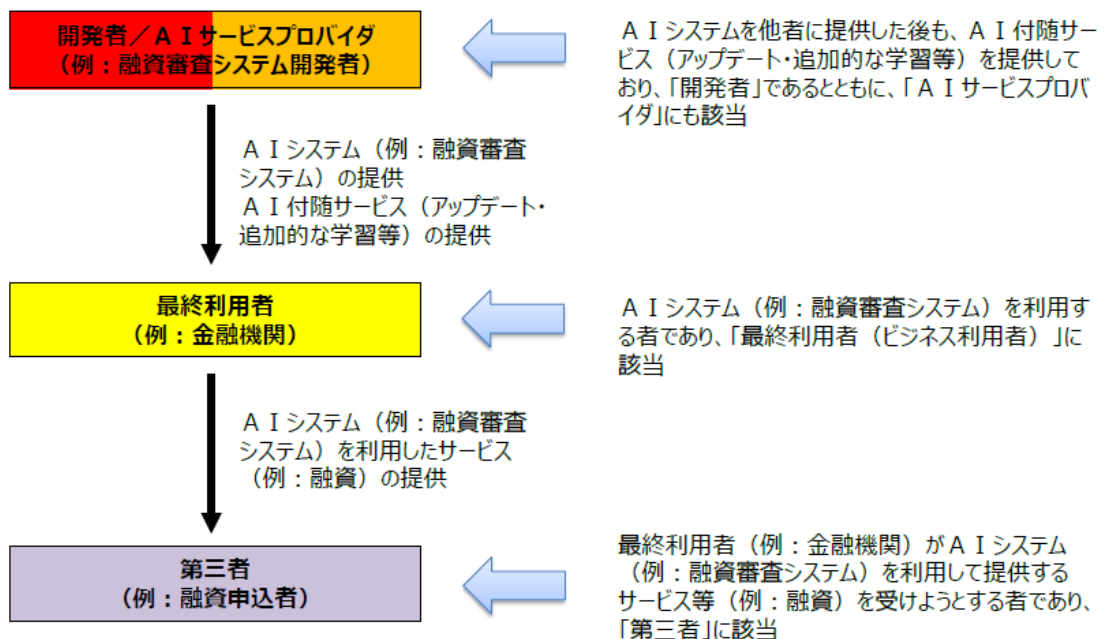 開発者／ＡＩサービスプロバイダ
（例：融資審査システム開発者）
ＡＩシステムを他者に提供した後も、ＡＩ付随サー
ビス（アップデート・追加的な学習等）を提供して
おり、「開発者」であるとともに、「ＡＩサービスプロバ
イダ」にも該当
ＡＩシステム（例：融資審査
システム）の提供
ＡＩ付随サービス（アップデート・
追加的な学習等）の提供
最終利用者
（例：金融機関）
ＡＩシステム（例：融資審査システム）を利用す
る者であり、「最終利用者（ビジネス利用者）」に
該当
ＡＩシステム（例：融資審査
システム）を利用したサービス
（例：融資）の提供
第三者
（例：融資申込者）
最終利用者（例：金融機関）がＡＩシステム
（例：融資審査システム）を利用して提供する
サービス等（例：融資）を受けようとする者であり、
「第三者」に該当